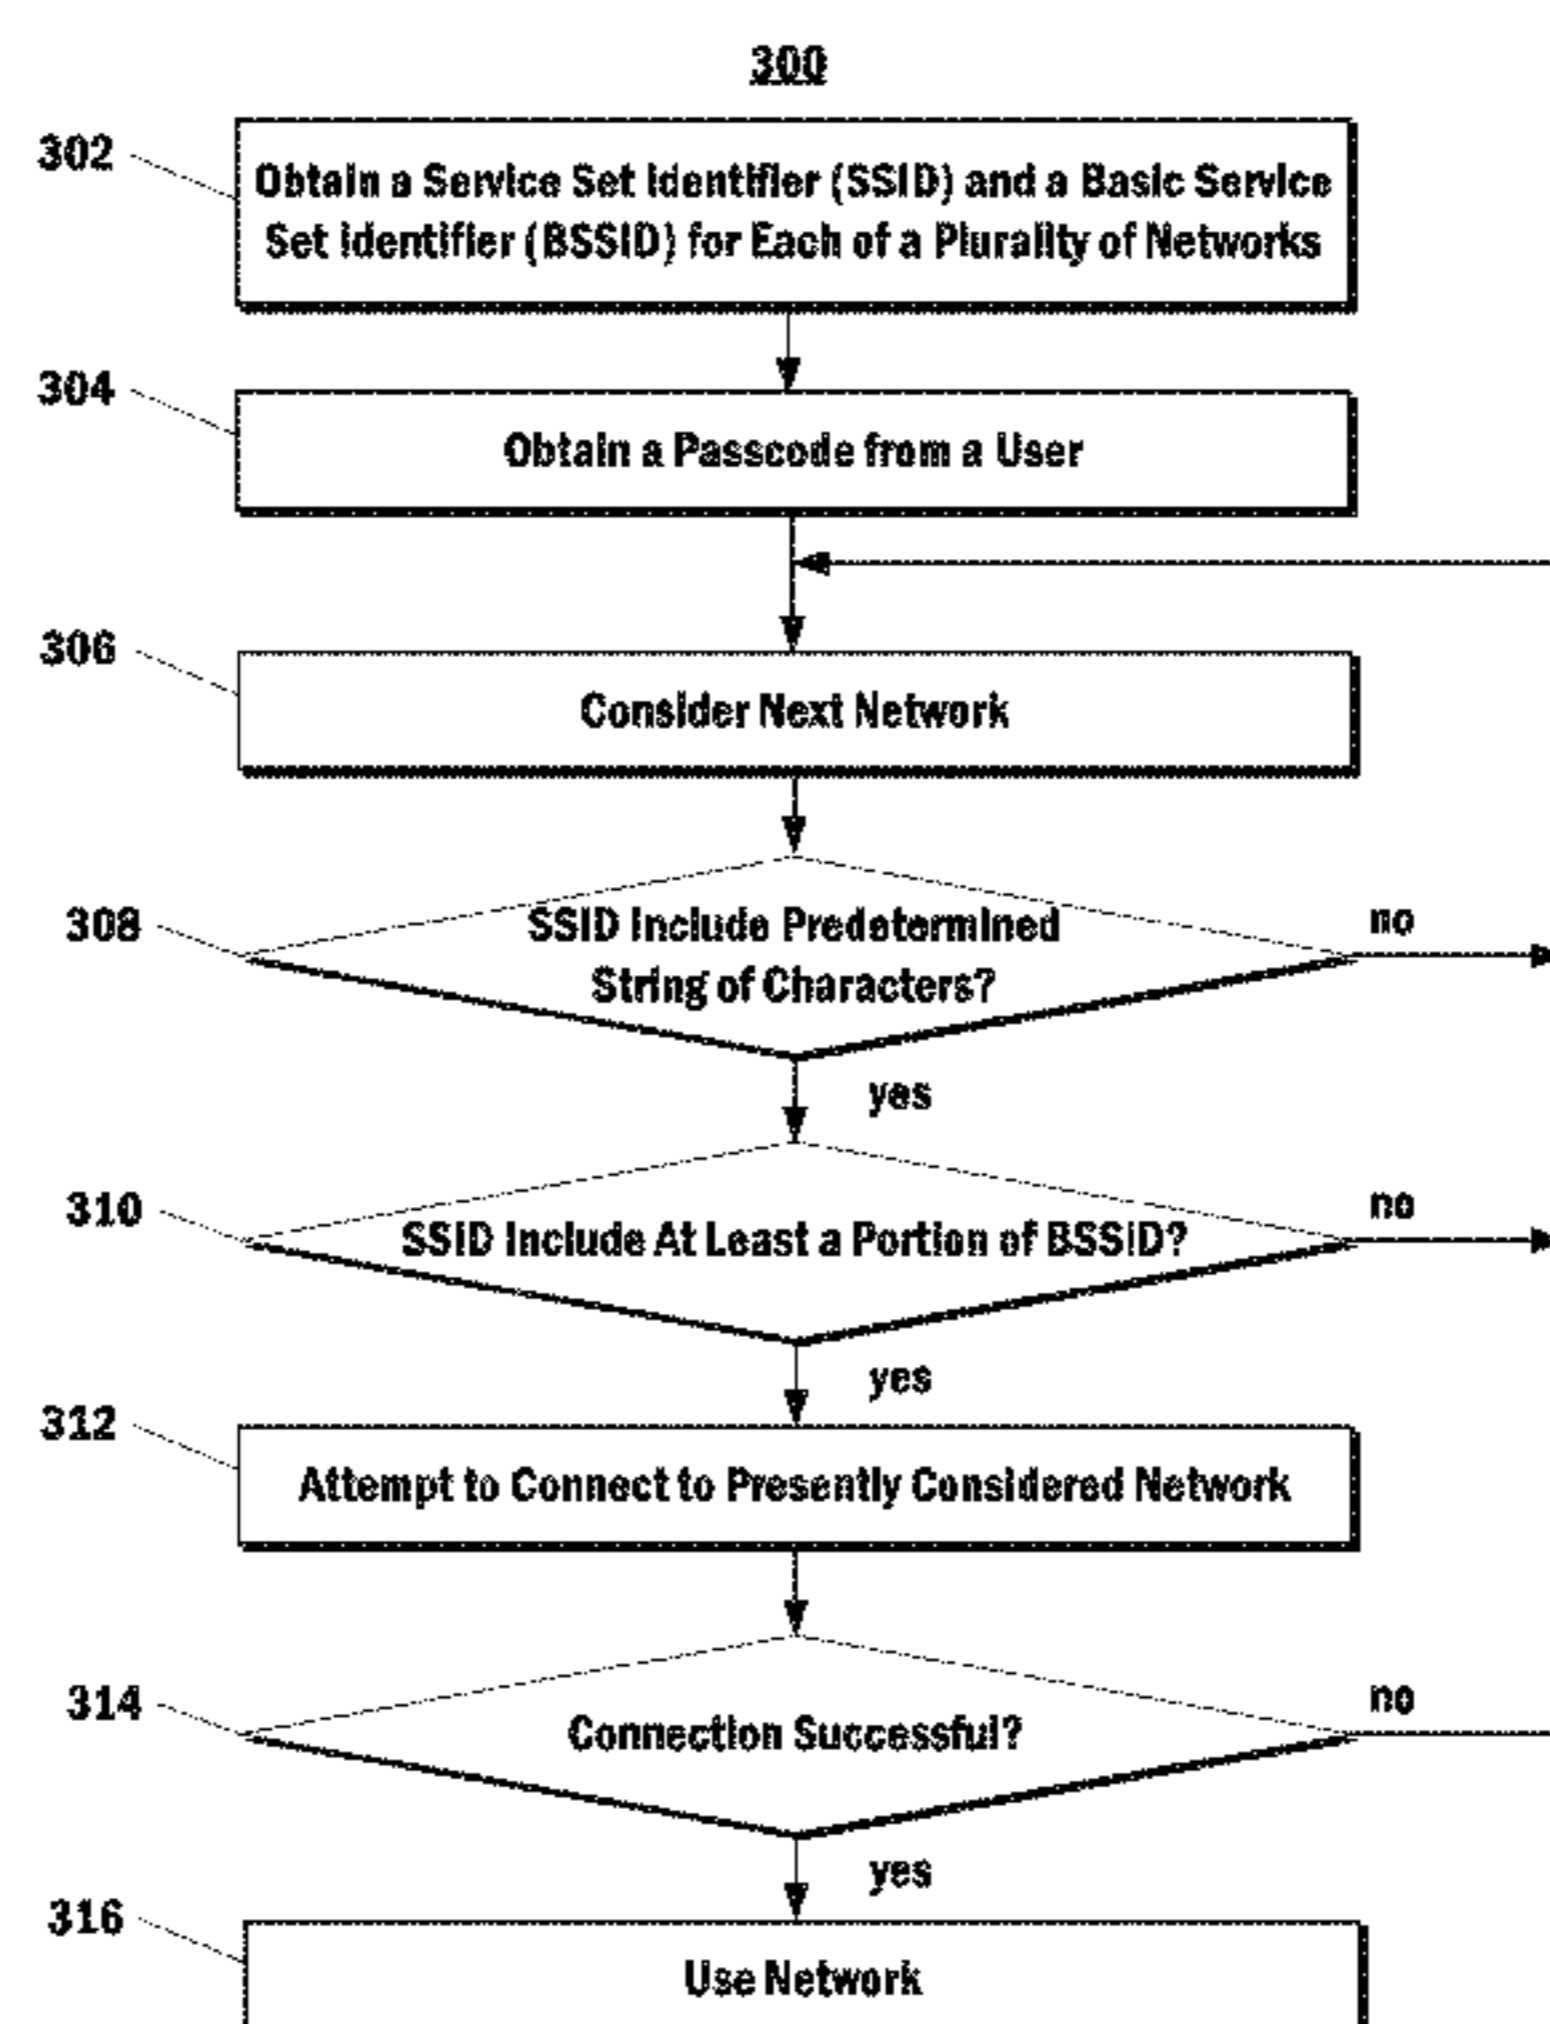 300
302
Obtain a Service Set Identifier (SSID) and a Basic Service
Set Identifier (BSSID) for Each of a Plurality of Networks
304
Obtain a Passcode from a User
306
Consider Next Network
308
SSID Include Predetermined
String of Characters?
no
yes
310
SSID Include At Least a Portion of BSSID?
no
yes
312
Attempt to Connect to Presently Considered Network
314
Connection Successful?
no
yes
316
Use Network